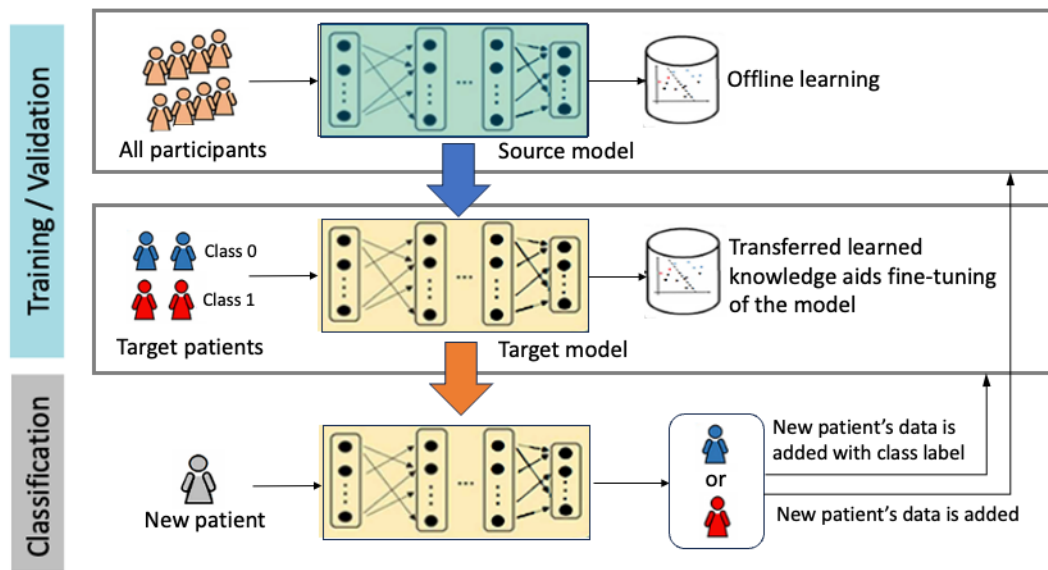 Training / Validation
All participants
Source model
Offline learning
Class 0
Class 1
Target patients
Target model
Transferred learned
knowledge aids fine-tuning
of the model
Classification
New patient
or
New patient's data is
added with class label
New patient's data is added